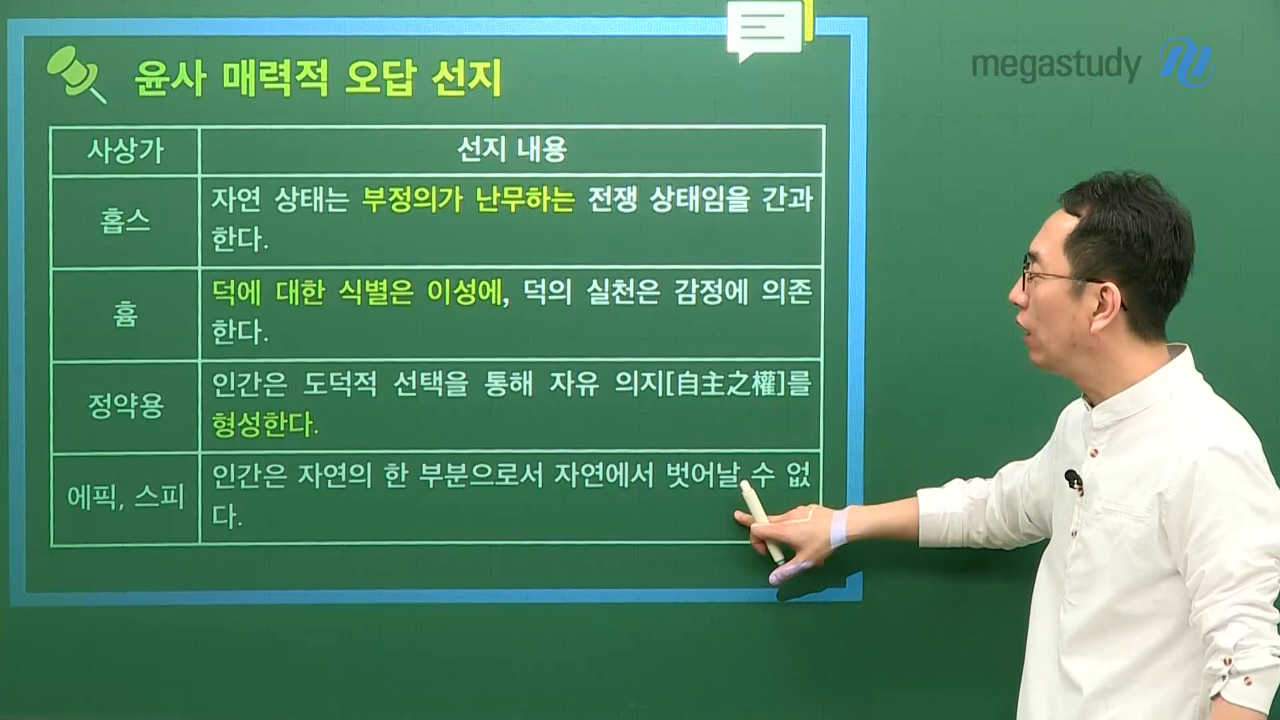 megastudy
윤사 매력적 오답 선지
사상가
선지 내용
홉스
자연 상태는 부정의가 난무하는 전쟁 상태임을 간과
한다.
흄
덕에 대한 식별은 이성에, 덕의 실천은 감정에 의존
한다.
정약용
인간은 도덕적 선택을 통해 자유 의지[自主之權]를
형성한다.
에픽, 스피
인간은 자연의 한 부분으로서 자연에서 벗어날 수 없
다.